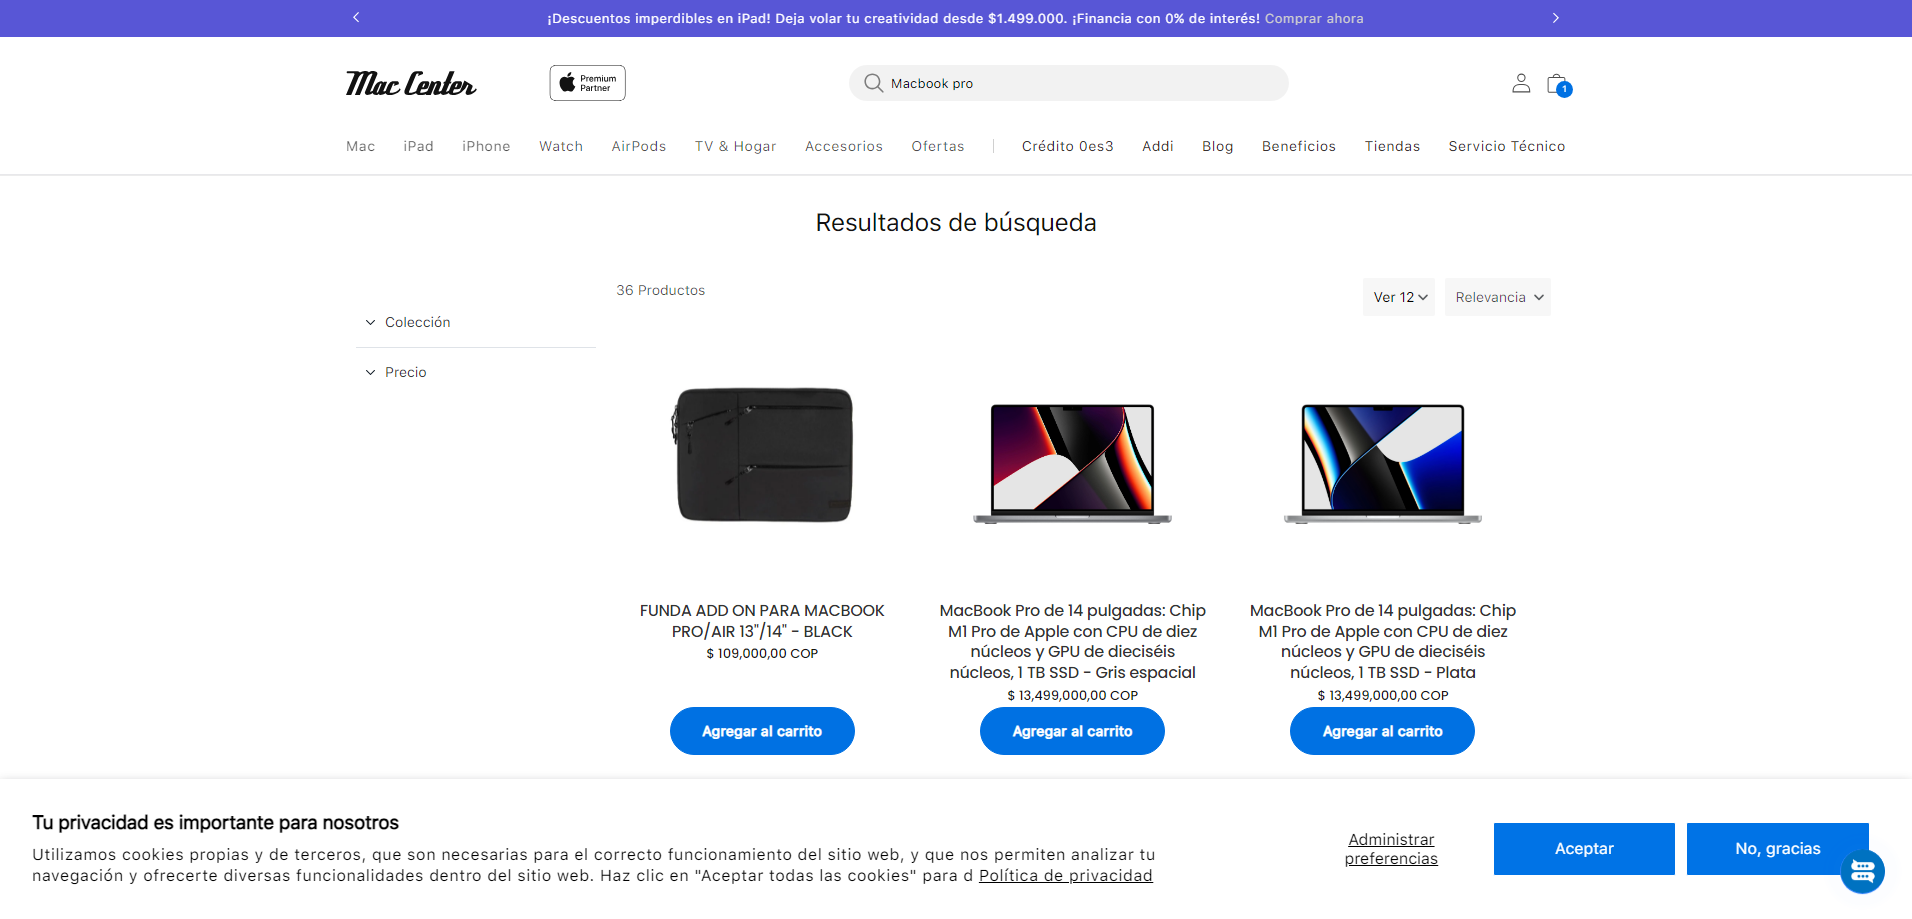 ¡Descuentos imperdibles en iPad! Deja volar tu creatividad desde $1.499.000. ¡Financia con 0% de interés! Comprar ahora
Mac Center
Premium
Partner
Macbook pro
1
Mac iPad iPhone Watch AirPods TV & Hogar Accesorios Ofertas Crédito 0es3 Addi Blog Beneficios Tiendas Servicio Técnico
Resultados de búsqueda
36 Productos
Ver 12
Relevancia
Colección
Precio
FUNDA ADD ON PARA MACBOOK
PRO/AIR 13"/14" - BLACK
$ 109,000,00 COP
Agregar al carrito
MacBook Pro de 14 pulgadas: Chip
M1 Pro de Apple con CPU de diez
núcleos y GPU de dieciséis
núcleos, 1 TB SSD - Gris espacial
$ 13,499,000,00 COP
Agregar al carrito
MacBook Pro de 14 pulgadas: Chip
M1 Pro de Apple con CPU de diez
núcleos y GPU de dieciséis
núcleos, 1 TB SSD - Plata
$ 13,499,000,00 COP
Agregar al carrito
Tu privacidad es importante para nosotros
Utilizamos cookies propias y de terceros, que son necesarias para el correcto funcionamiento del sitio web, y que nos permiten analizar tu
navegación y ofrecerte diversas funcionalidades dentro del sitio web. Haz clic en "Aceptar todas las cookies" para d Política de privacidad
Administrar
preferencias
Aceptar
No, gracias